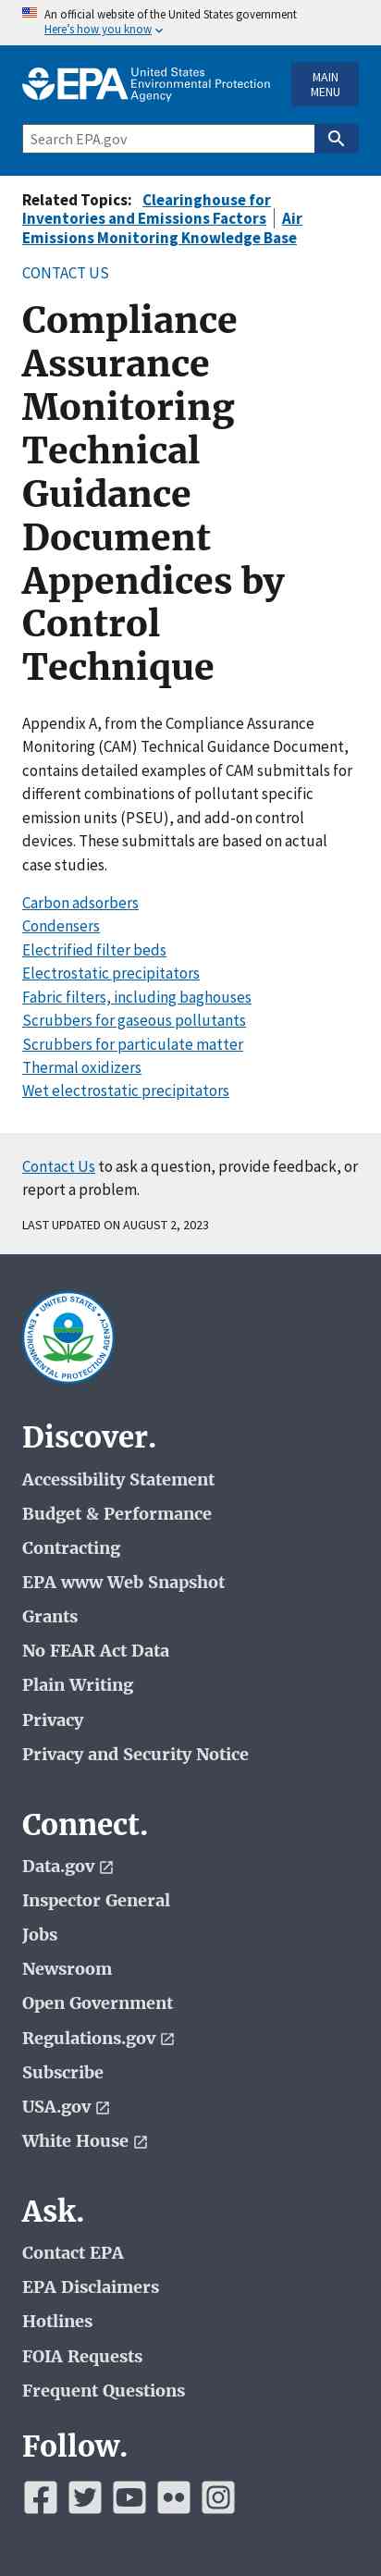 An official website of the United States government
Here's how you know
EPA United States
Environmental Protection
Agency
MAIN
MENU
Search EPA.gov
Related Topics: Clearinghouse for
Inventories and Emissions Factors | Air
Emissions Monitoring Knowledge Base
CONTACT US
Compliance
Assurance
Monitoring
Technical
Guidance
Document
Appendices by
Control
Technique
Appendix A, from the Compliance Assurance
Monitoring (CAM) Technical Guidance Document,
contains detailed examples of CAM submittals for
different combinations of pollutant specific
emission units (PSEU), and add-on control
devices. These submittals are based on actual
case studies.
Carbon adsorbers
Condensers
Electrified filter beds
Electrostatic precipitators
Fabric filters, including baghouses
Scrubbers for gaseous pollutants
Scrubbers for particulate matter
Thermal oxidizers
Wet electrostatic precipitators
Contact Us to ask a question, provide feedback, or
report a problem.
LAST UPDATED ON AUGUST 2, 2023
UNITED STATES
ENVIRONMENTAL PROTECTION AGENCY
Discover.
Accessibility Statement
Budget & Performance
Contracting
EPA www Web Snapshot
Grants
No FEAR Act Data
Plain Writing
Privacy
Privacy and Security Notice
Connect.
Data.gov
Inspector General
Jobs
Newsroom
Open Government
Regulations.gov
Subscribe
USA.gov
White House
Ask.
Contact EPA
EPA Disclaimers
Hotlines
FOIA Requests
Frequent Questions
Follow.